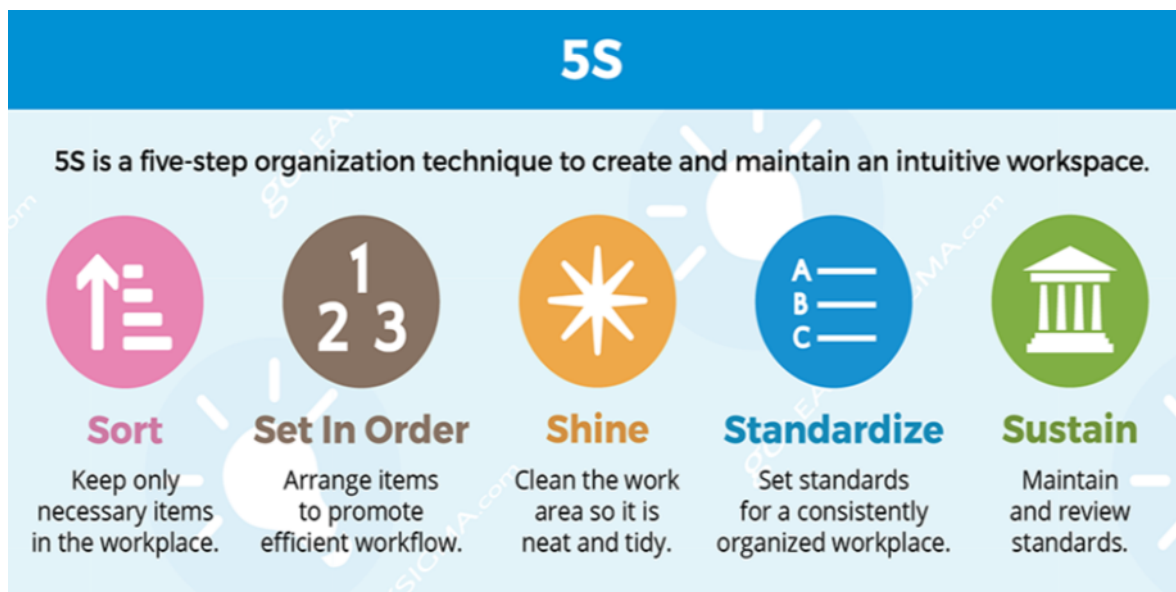 5S
5S is a five-step organization technique to create and maintain an intuitive workspace.
1
2 3
A
B
C
Sort
Set In Order
Shine
Standardize
Sustain
Keep only
necessary items
in the workplace.
Arrange items
to promote
efficient workflow.
Clean the work
area so it is
neat and tidy.
Set standards
for a consistently
organized workplace.
Maintain
and review
standards.